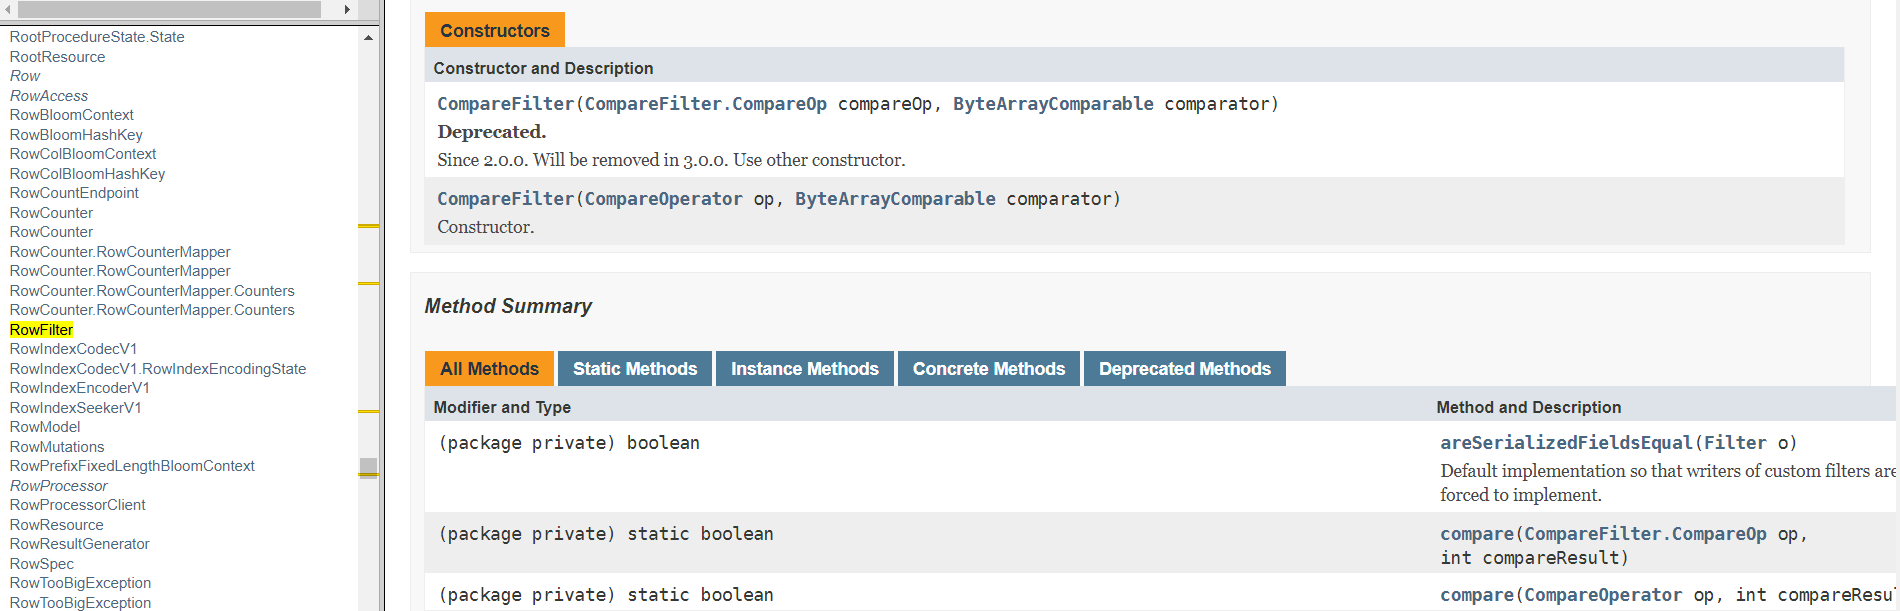 RootProcedureState.State
RootResource
Row
RowAccess
RowBloomContext
RowBloomHashKey
RowColBloomContext
RowColBloomHashKey
RowCountEndpoint
RowCounter
RowCounter
RowCounter.RowCounterMapper
RowCounter.RowCounterMapper
RowCounter.RowCounterMapper.Counters
RowCounter.RowCounterMapper.Counters
RowFilter
RowIndexCodecV1
RowIndexCodecV1.RowIndexEncodingState
RowIndexEncoderV1
RowIndexSeekerV1
RowModel
RowMutations
RowPrefixFixedLengthBloomContext
RowProcessor
RowProcessorClient
RowResource
RowResultGenerator
RowSpec
RowTooBigException
RowTooBigException
Constructors
Constructor and Description
CompareFilter(CompareFilter.CompareOp compareOp, ByteArrayComparable comparator)
Deprecated.
Since 2.0.0. Will be removed in 3.0.0. Use other constructor.
CompareFilter(CompareOperator op, ByteArrayComparable comparator)
Constructor.
Method Summary
All Methods Static Methods Instance Methods Concrete Methods Deprecated Methods
Modifier and Type Method and Description
(package private) boolean areSerializedFieldsEqual(Filter o)
Default implementation so that writers of custom filters are
forced to implement.
(package private) static boolean compare(CompareFilter.CompareOp op,
int compareResult)
(package private) static boolean compare(CompareOperator op, int compareResul